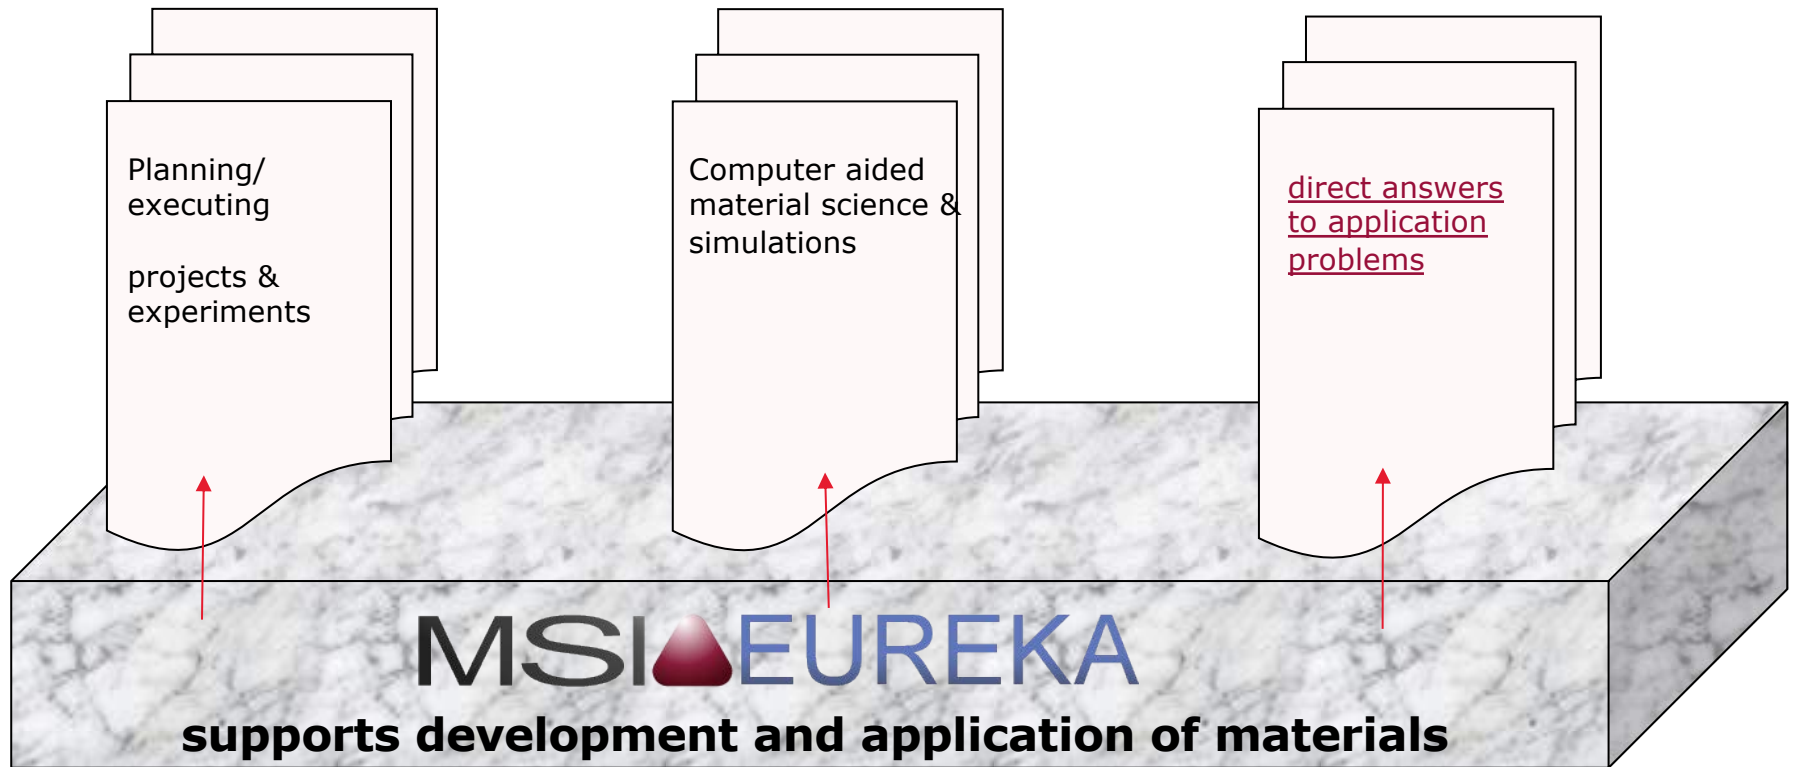 Planning/
executing
projects &
experiments
Computer aided
material science &
simulations
direct answers
to application
problems
MSI EUREKA
supports development and application of materials